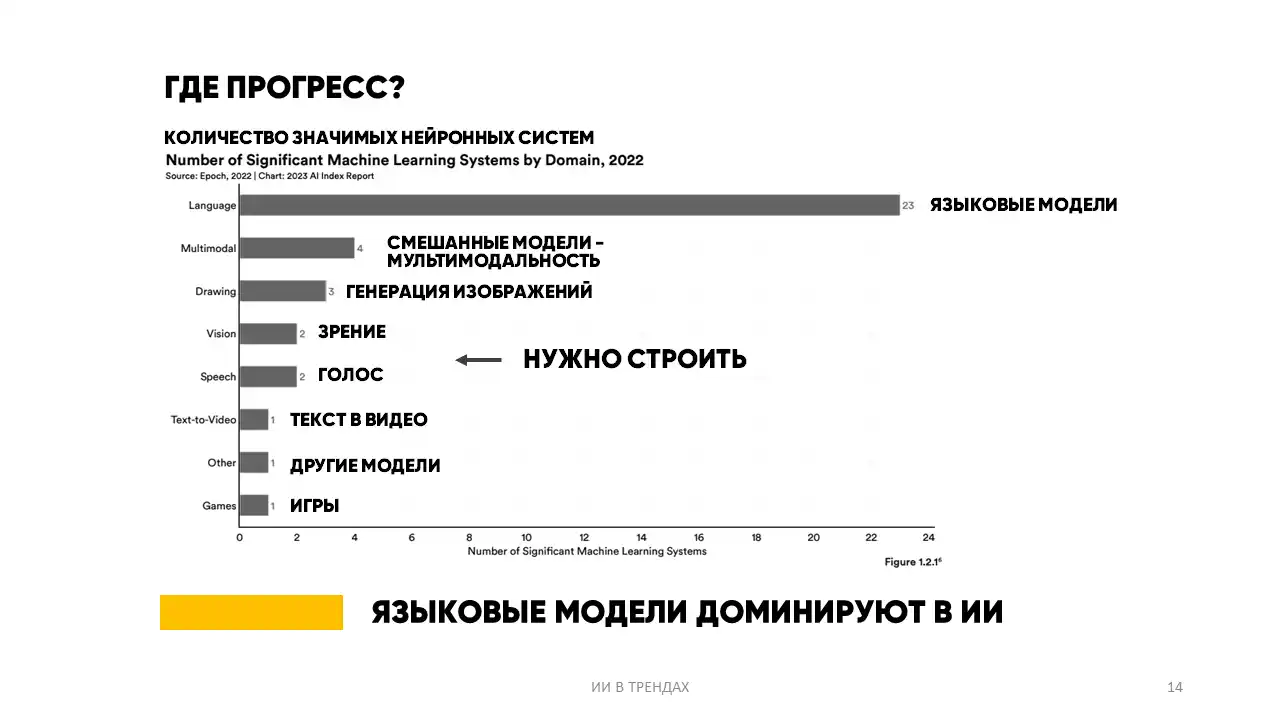 ГДЕ ПРОГРЕСС?
КОЛИЧЕСТВО ЗНАЧИМЫХ НЕЙРОННЫХ СИСТЕМ
Number of Significant Machine Learning Systems by Domain, 2022
Source: Epoch, 2022 | Chart: 2023 AI Index Report
Language 23 ЯЗЫКОВЫЕ МОДЕЛИ
Multimodal 4 СМЕШАННЫЕ МОДЕЛИ –
МУЛЬТИМОДАЛЬНОСТЬ
Drawing 3 ГЕНЕРАЦИЯ ИЗОБРАЖЕНИЙ
Vision 2 ЗРЕНИЕ
НУЖНО СТРОИТЬ
Speech 2 ГОЛОС
Text-to-Video 1 ТЕКСТ В ВИДЕО
Other 1 ДРУГИЕ МОДЕЛИ
Games 1 ИГРЫ
0 2 4 6 8 10 12 14 16 18 20 22 24
Number of Significant Machine Learning Systems
Figure 1.2.1⁶
ЯЗЫКОВЫЕ МОДЕЛИ ДОМИНИРУЮТ В ИИ
ИИ В ТРЕНДАХ 14